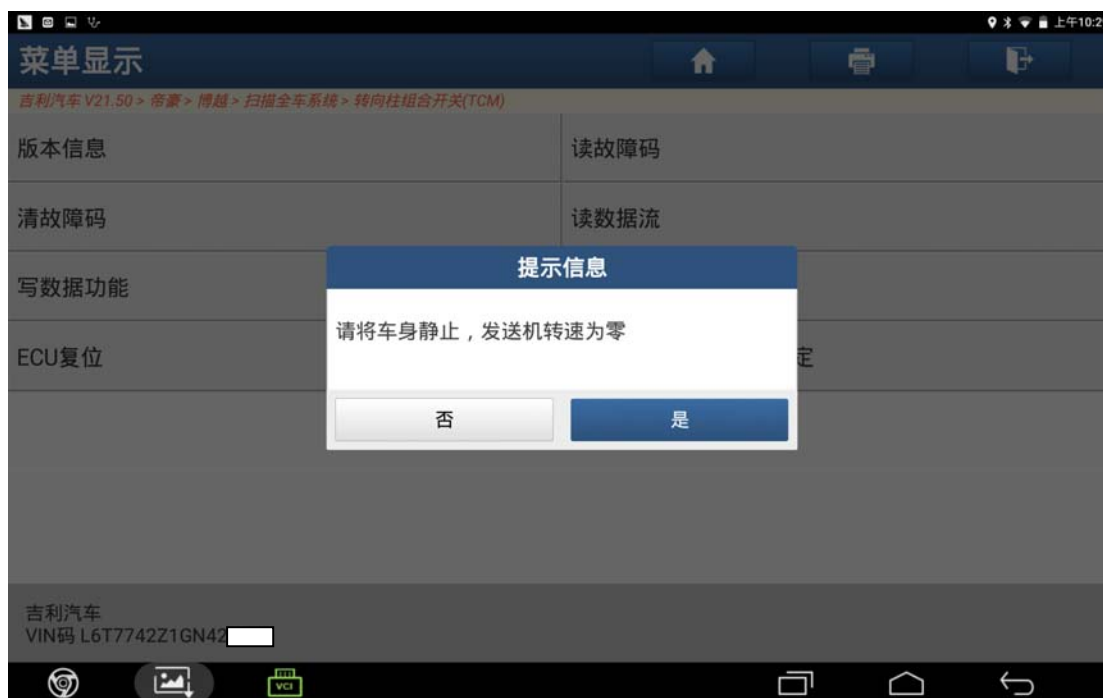 上午10:2
菜单显示
吉利汽车 V21.50 > 帝豪 > 博越 > 扫描全车系统 > 转向柱组合开关(TCM)
版本信息
读故障码
清故障码
读数据流
写数据功能
ECU复位
定
提示信息
请将车身静止，发送机转速为零
否
是
吉利汽车
VIN码 L6T7742Z1GN42
VCI